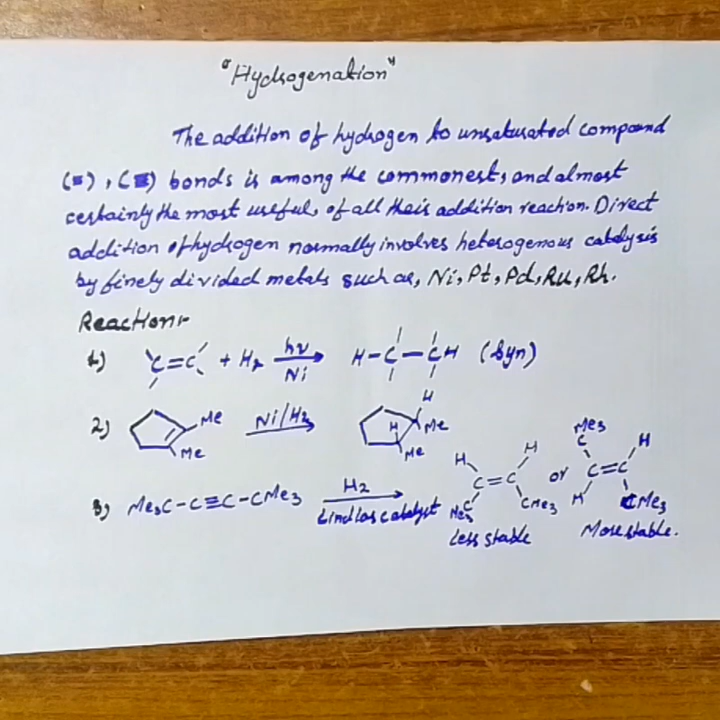 "Hydrogenation"
The addition of hydrogen to unsaturated compound
(=), (≡) bonds is among the commonest, and almost
certainly the most useful, of all their addition reaction. Direct
addition of hydrogen normally involves heterogenous catalysis
by finely divided metals such as, Ni, Pt, Pd, Ru, Rh.
Reaction:-
1) C=C + H₂ hν Ni H-C-CH (Syn)
2) Me Me Ni/H₂ H H Me Me
3) Me₃C-C≡C-CMe₃ H₂ Lindlas catalyst H H C=C Me₃C CMe₃ or Me₃C H C=C H CMe₃
Less stable More stable.